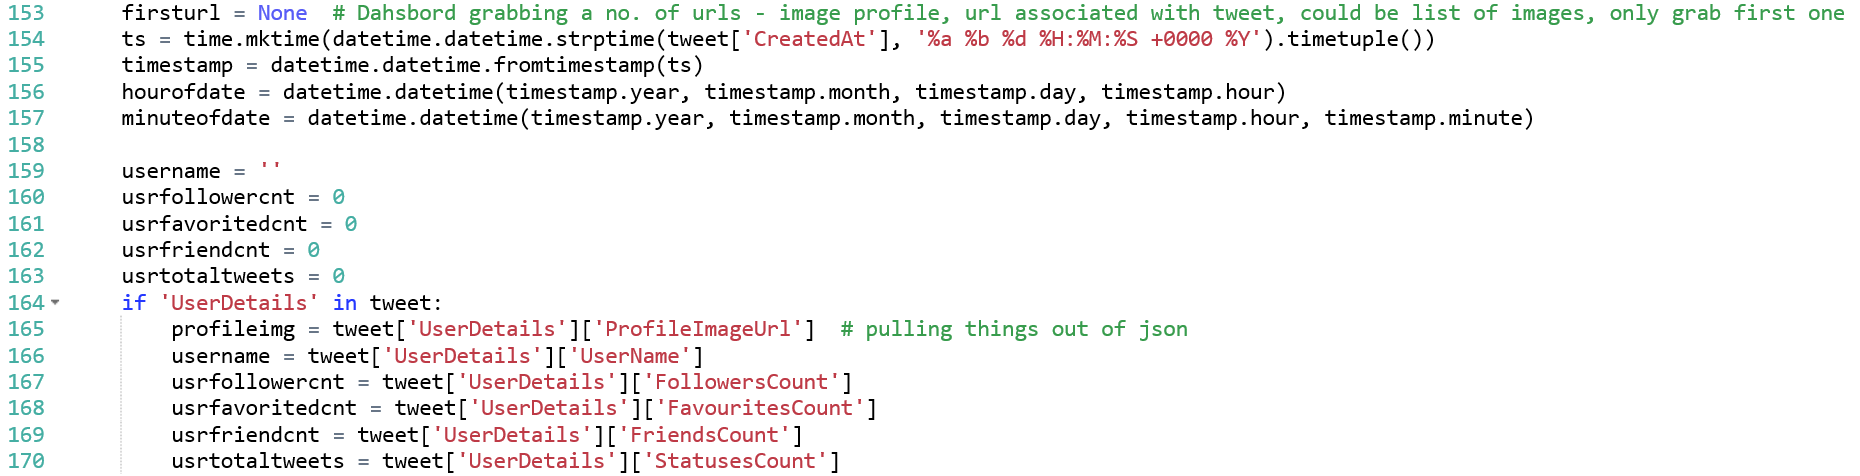 153 firsturl = None  # Dahsbord grabbing a no. of urls - image profile, url associated with tweet, could be list of images, only grab first one
154 ts = time.mktime(datetime.datetime.strptime(tweet['CreatedAt'], '%a %b %d %H:%M:%S +0000 %Y').timetuple())
155 timestamp = datetime.datetime.fromtimestamp(ts)
156 hourofdate = datetime.datetime(timestamp.year, timestamp.month, timestamp.day, timestamp.hour)
157 minuteofdate = datetime.datetime(timestamp.year, timestamp.month, timestamp.day, timestamp.hour, timestamp.minute)
158
159 username = ''
160 usrfollowercnt = 0
161 usrfavoritedcnt = 0
162 usrfriendcnt = 0
163 usrtotaltweets = 0
164 if 'UserDetails' in tweet:
165     profileimg = tweet['UserDetails']['ProfileImageUrl']  # pulling things out of json
166     username = tweet['UserDetails']['UserName']
167     usrfollowercnt = tweet['UserDetails']['FollowersCount']
168     usrfavoritedcnt = tweet['UserDetails']['FavouritesCount']
169     usrfriendcnt = tweet['UserDetails']['FriendsCount']
170     usrtotaltweets = tweet['UserDetails']['StatusesCount']